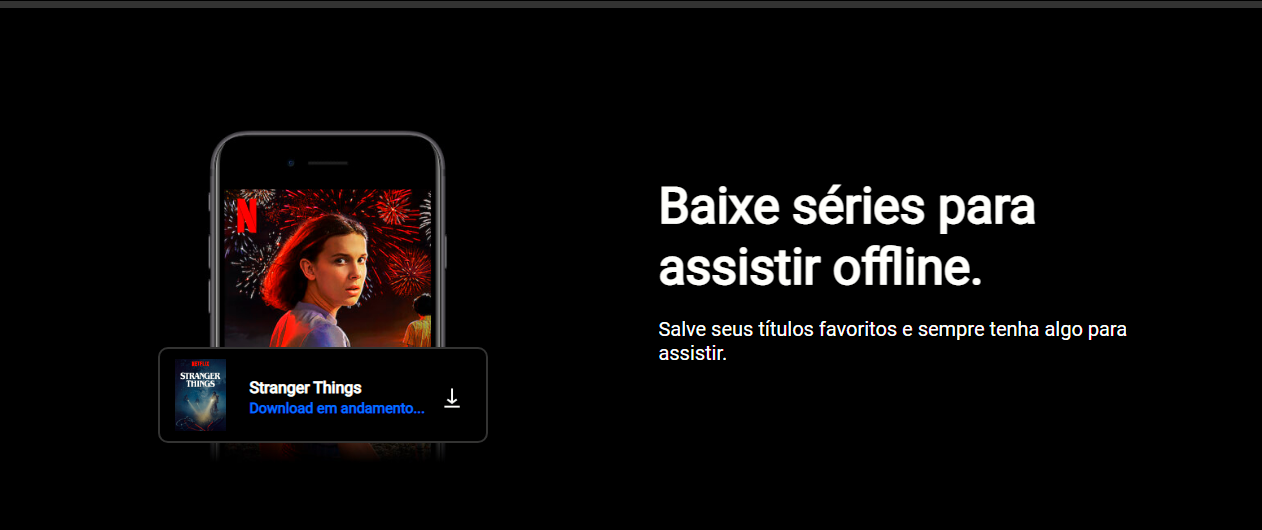 N
NETFLIX
STRANGER
THINGS
Stranger Things
Download em andamento...
Baixe séries para
assistir offline.
Salve seus títulos favoritos e sempre tenha algo para
assistir.